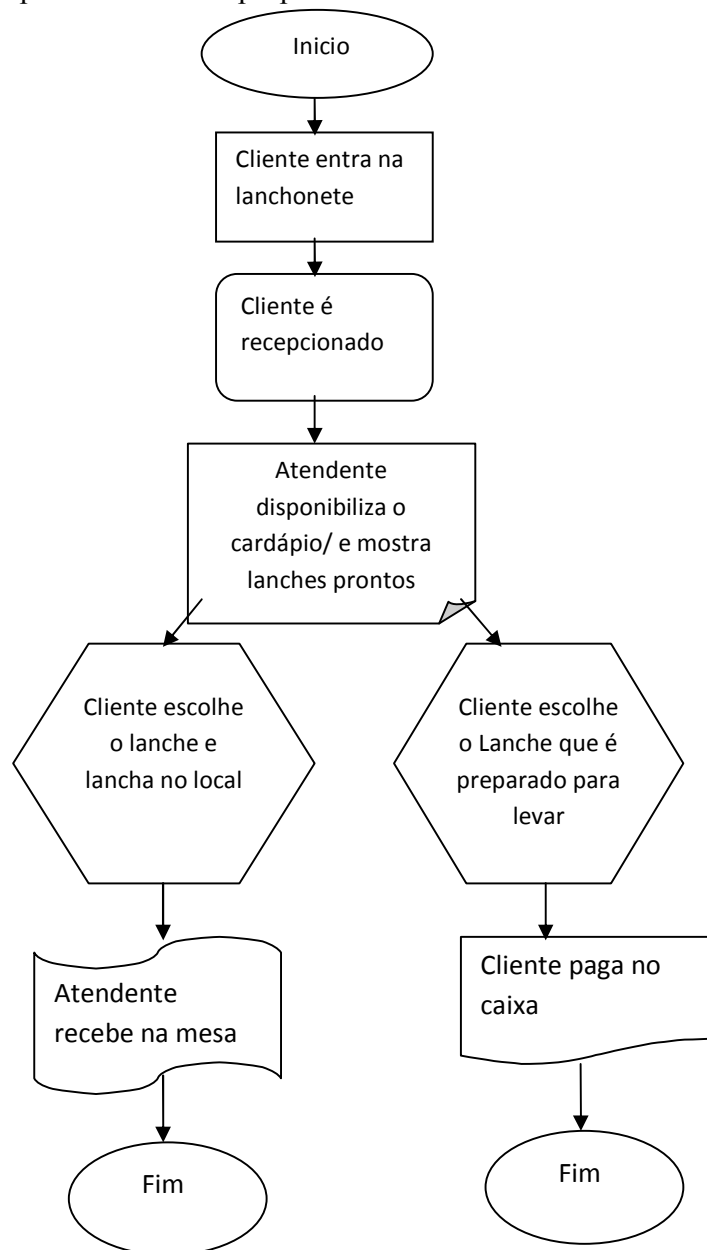 Inicio
Cliente entra na
lanchonete
Cliente é
recepcionado
Atendente
disponibiliza o
cardápio/ e mostra
lanches prontos
Cliente escolhe
o lanche e
lancha no local
Cliente escolhe
o Lanche que é
preparado para
levar
Atendente
recebe na mesa
Cliente paga no
caixa
Fim
Fim